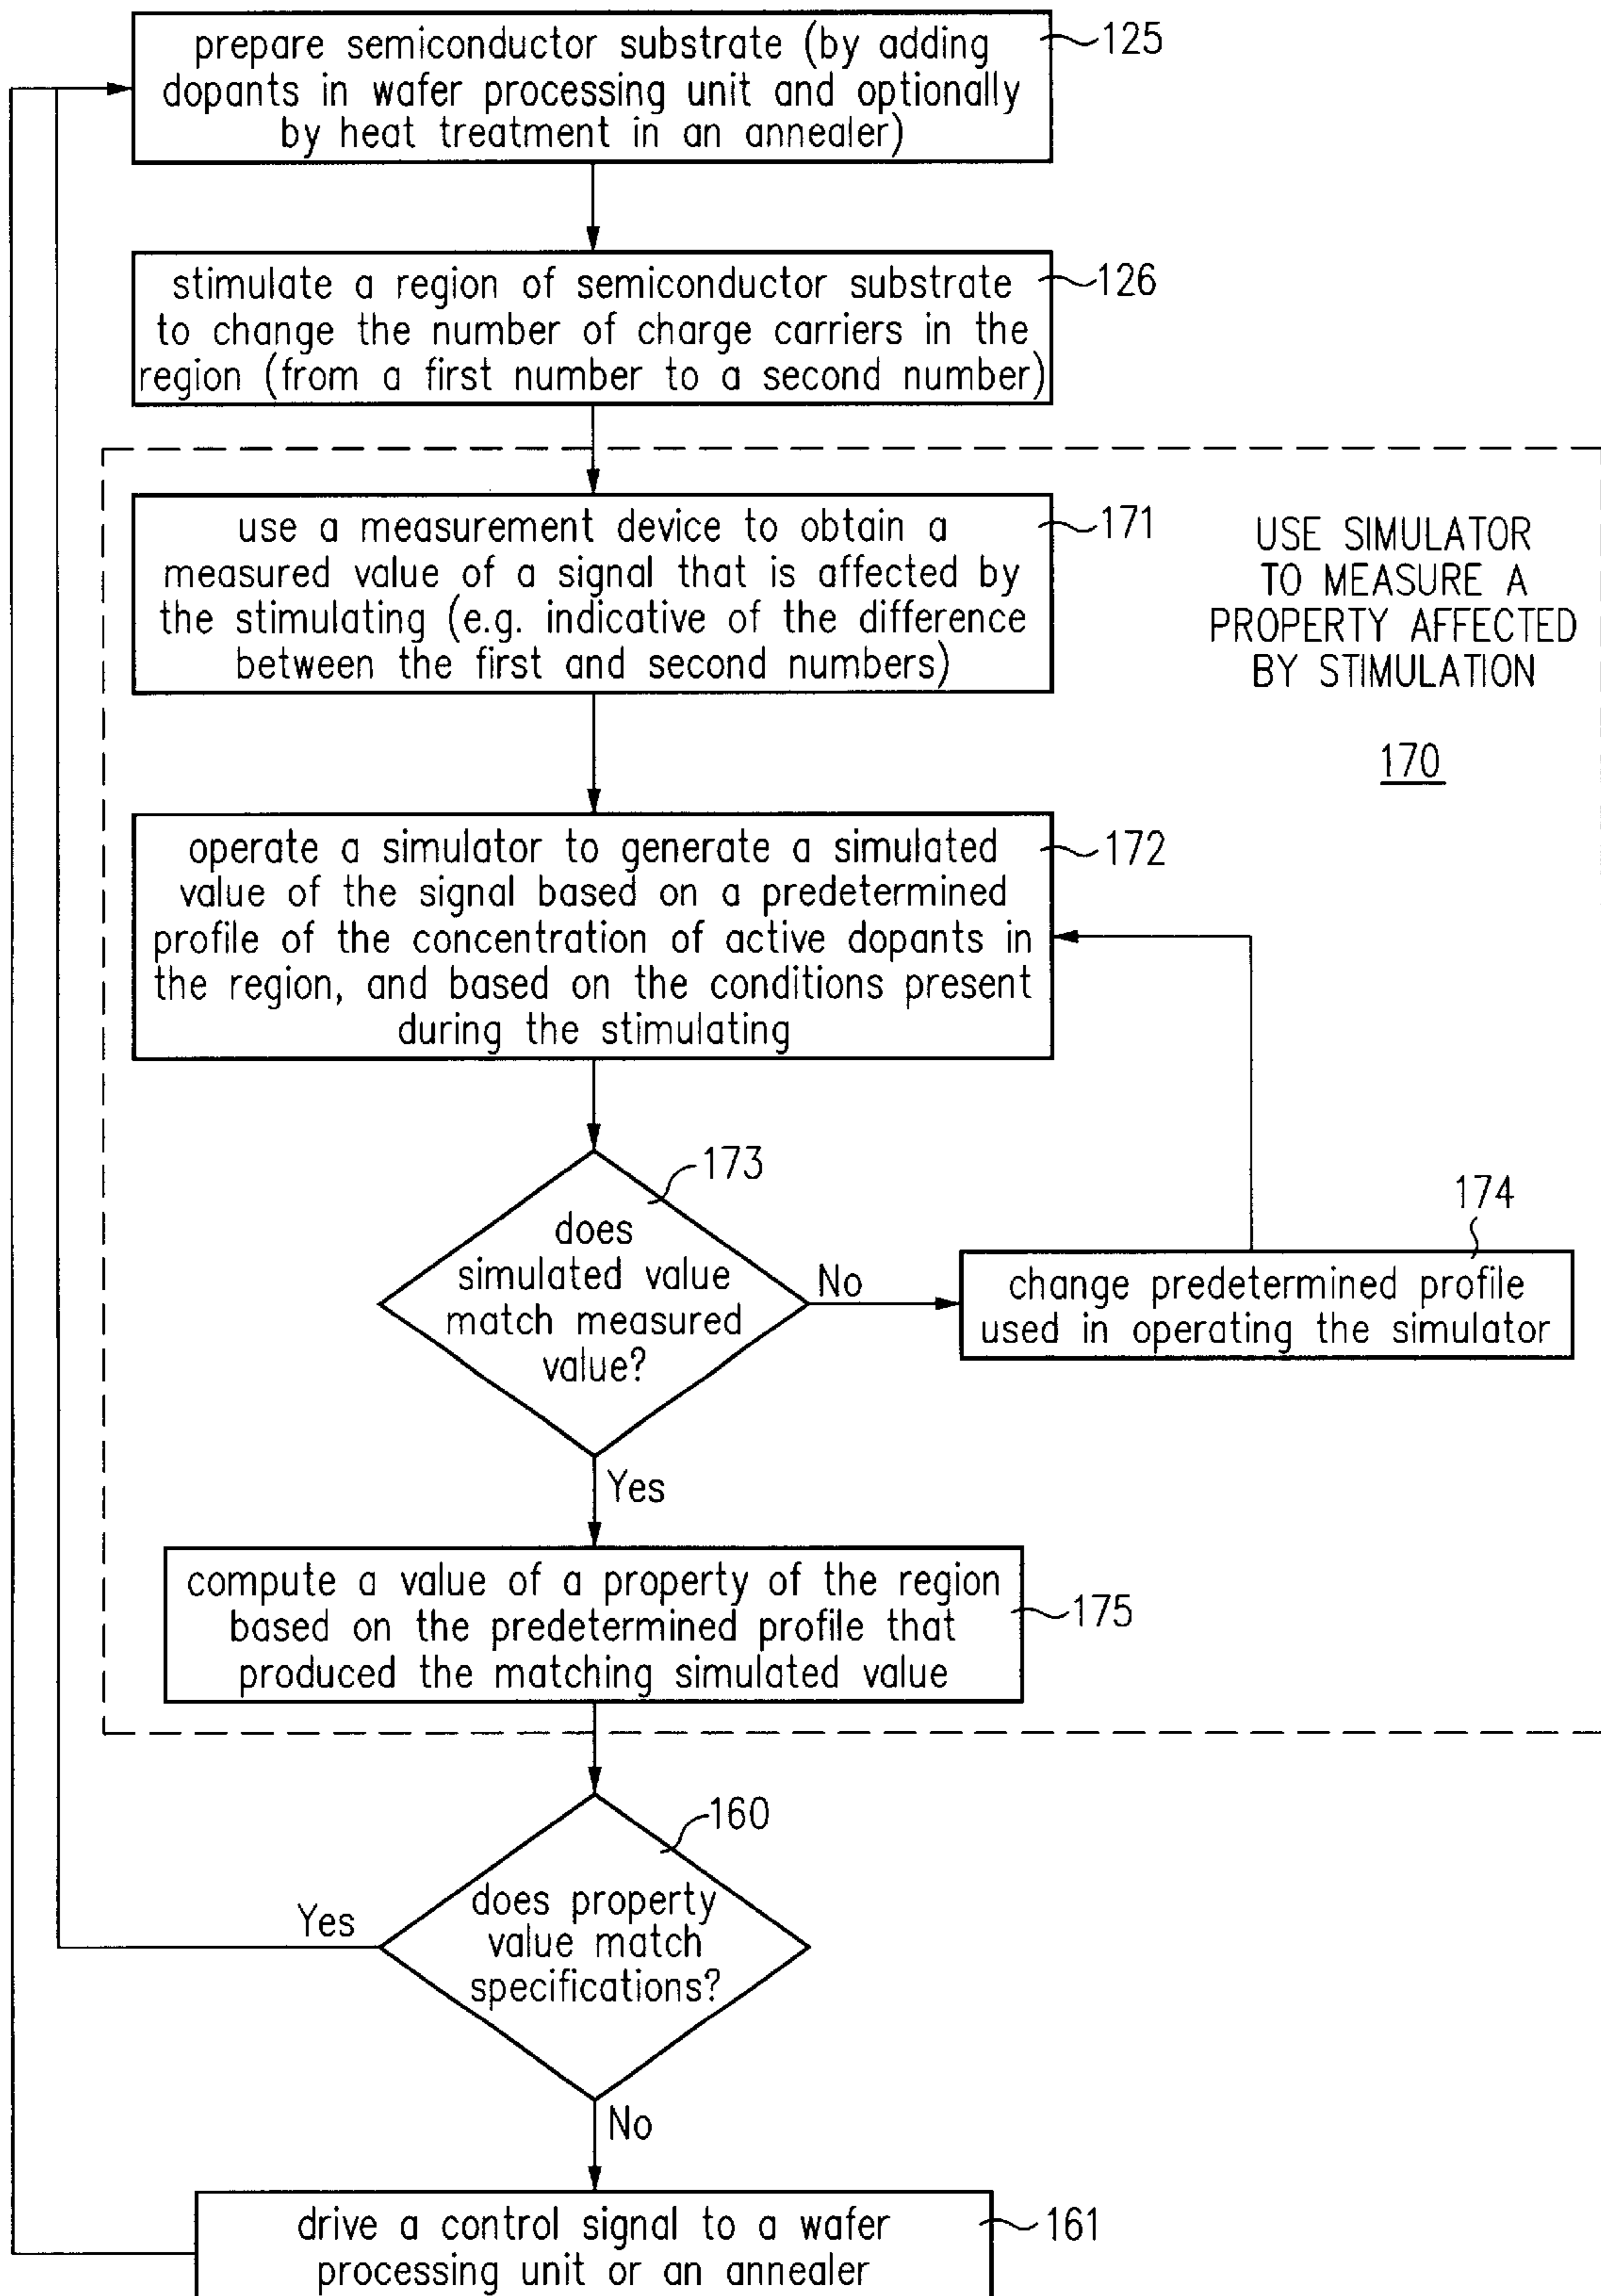 prepare semiconductor substrate (by adding
dopants in wafer processing unit and optionally
by heat treatment in an annealer)
125
stimulate a region of semiconductor substrate
to change the number of charge carriers in the
region (from a first number to a second number)
126
use a measurement device to obtain a
measured value of a signal that is affected by
the stimulating (e.g. indicative of the difference
between the first and second numbers)
171
USE SIMULATOR
TO MEASURE A
PROPERTY AFFECTED
BY STIMULATION
170
operate a simulator to generate a simulated
value of the signal based on a predetermined
profile of the concentration of active dopants in
the region, and based on the conditions present
during the stimulating
172
173
does
simulated value
match measured
value?
No
174
change predetermined profile
used in operating the simulator
Yes
compute a value of a property of the region
based on the predetermined profile that
produced the matching simulated value
175
160
does property
value match
specifications?
Yes
No
drive a control signal to a wafer
processing unit or an annealer
161